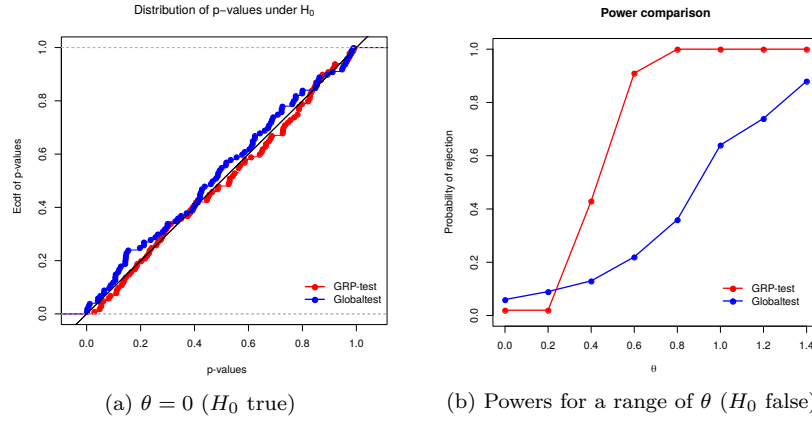 Distribution of p−values under H₀
Ecdf of p-values
1.0
0.8
0.6
0.4
0.2
0.0
GRP-test
Globaltest
0.0 0.2 0.4 0.6 0.8 1.0
p-values
(a) θ = 0 (H₀ true)
Power comparison
Probability of rejection
1.0
0.8
0.6
0.4
0.2
0.0
GRP-test
Globaltest
0.0 0.2 0.4 0.6 0.8 1.0 1.2 1.4
θ
(b) Powers for a range of θ (H₀ false)